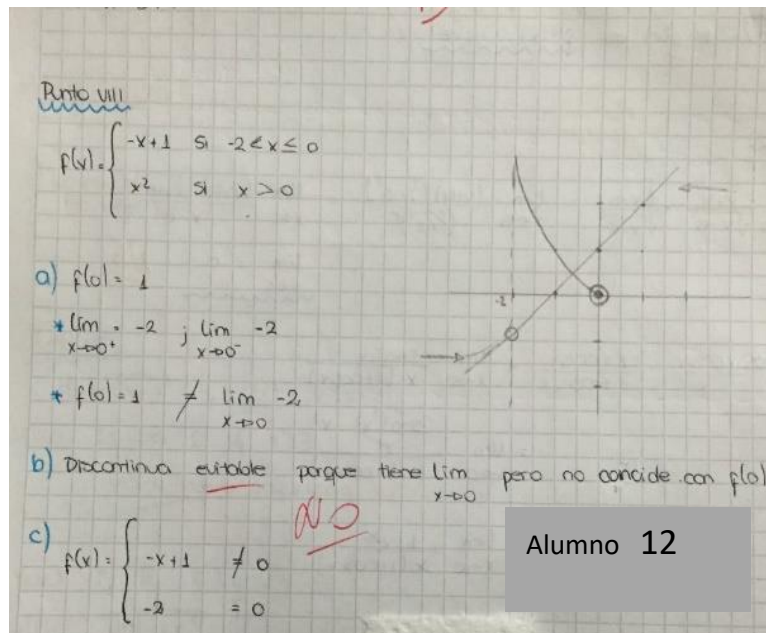 Punto VIII
f(x) = { -x+1 si -2 < x ≤ 0
x² si x > 0
a) f(0) = 1
* lim x→0⁺ = -2 ; lim x→0⁻ -2
* f(0) = 1 ≠ lim x→0 -2
-2
b) Discontinua evitable porque tiene lim x→0 pero no concide con f(0)
NO
c) f(x) = { -x+1 ≠ 0
-2 = 0
Alumno 12